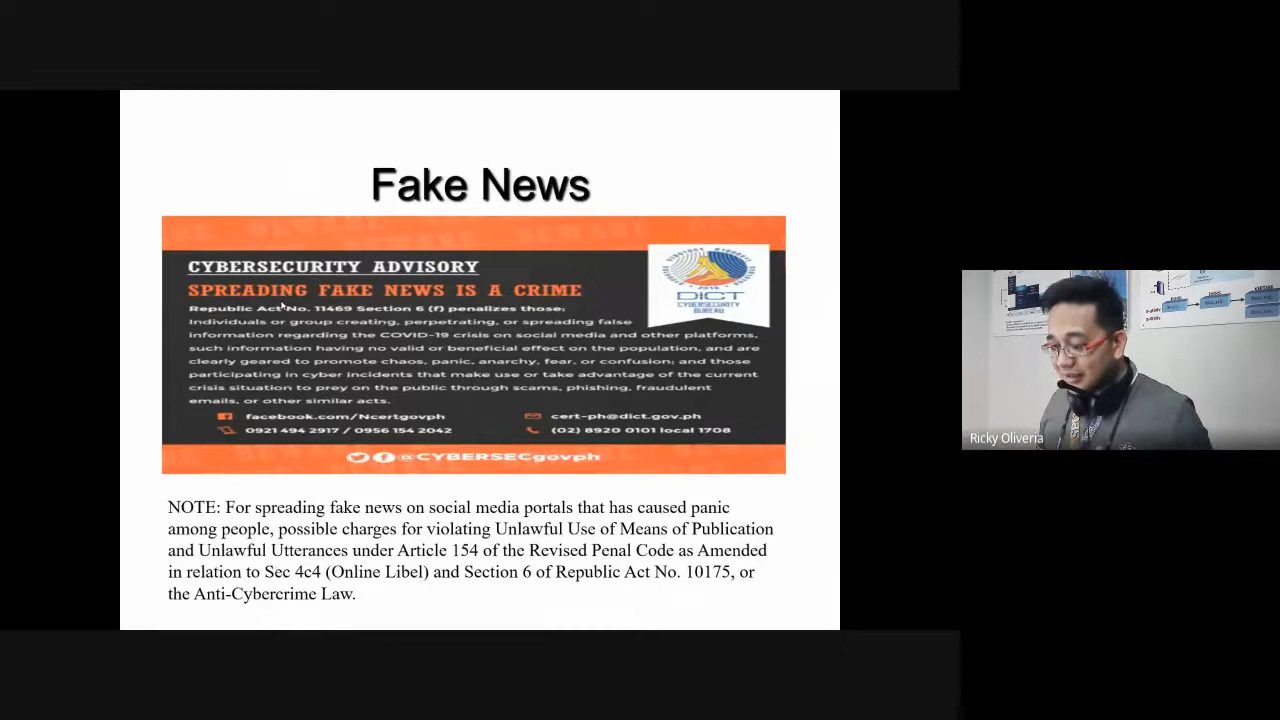 Fake News
CYBERSECURITY ADVISORY
SPREADING FAKE NEWS IS A CRIME
Republic Act No. 11469 Section 6 (f) penalizes those:
Individuals or group creating, perpetrating, or spreading false
information regarding the COVID-19 crisis on social media and other platforms,
such information having no valid or beneficial effect on the population, and are
clearly geared to promote chaos, panic, anarchy, fear, or confusion; and those
participating in cyber incidents that make use or take advantage of the current
crisis situation to prey on the public through scams, phishing, fraudulent
emails, or other similar acts.
DICT
CYBERSECURITY
BUREAU
facebook.com/Ncertgovph
cert-ph@dict.gov.ph
0921 494 2917 / 0956 154 2042
(02) 8920 0101 local 1708
@CYBERSECgovph
NOTE: For spreading fake news on social media portals that has caused panic
among people, possible charges for violating Unlawful Use of Means of Publication
and Unlawful Utterances under Article 154 of the Revised Penal Code as Amended
in relation to Sec 4c4 (Online Libel) and Section 6 of Republic Act No. 10175, or
the Anti-Cybercrime Law.
Ricky Oliveria